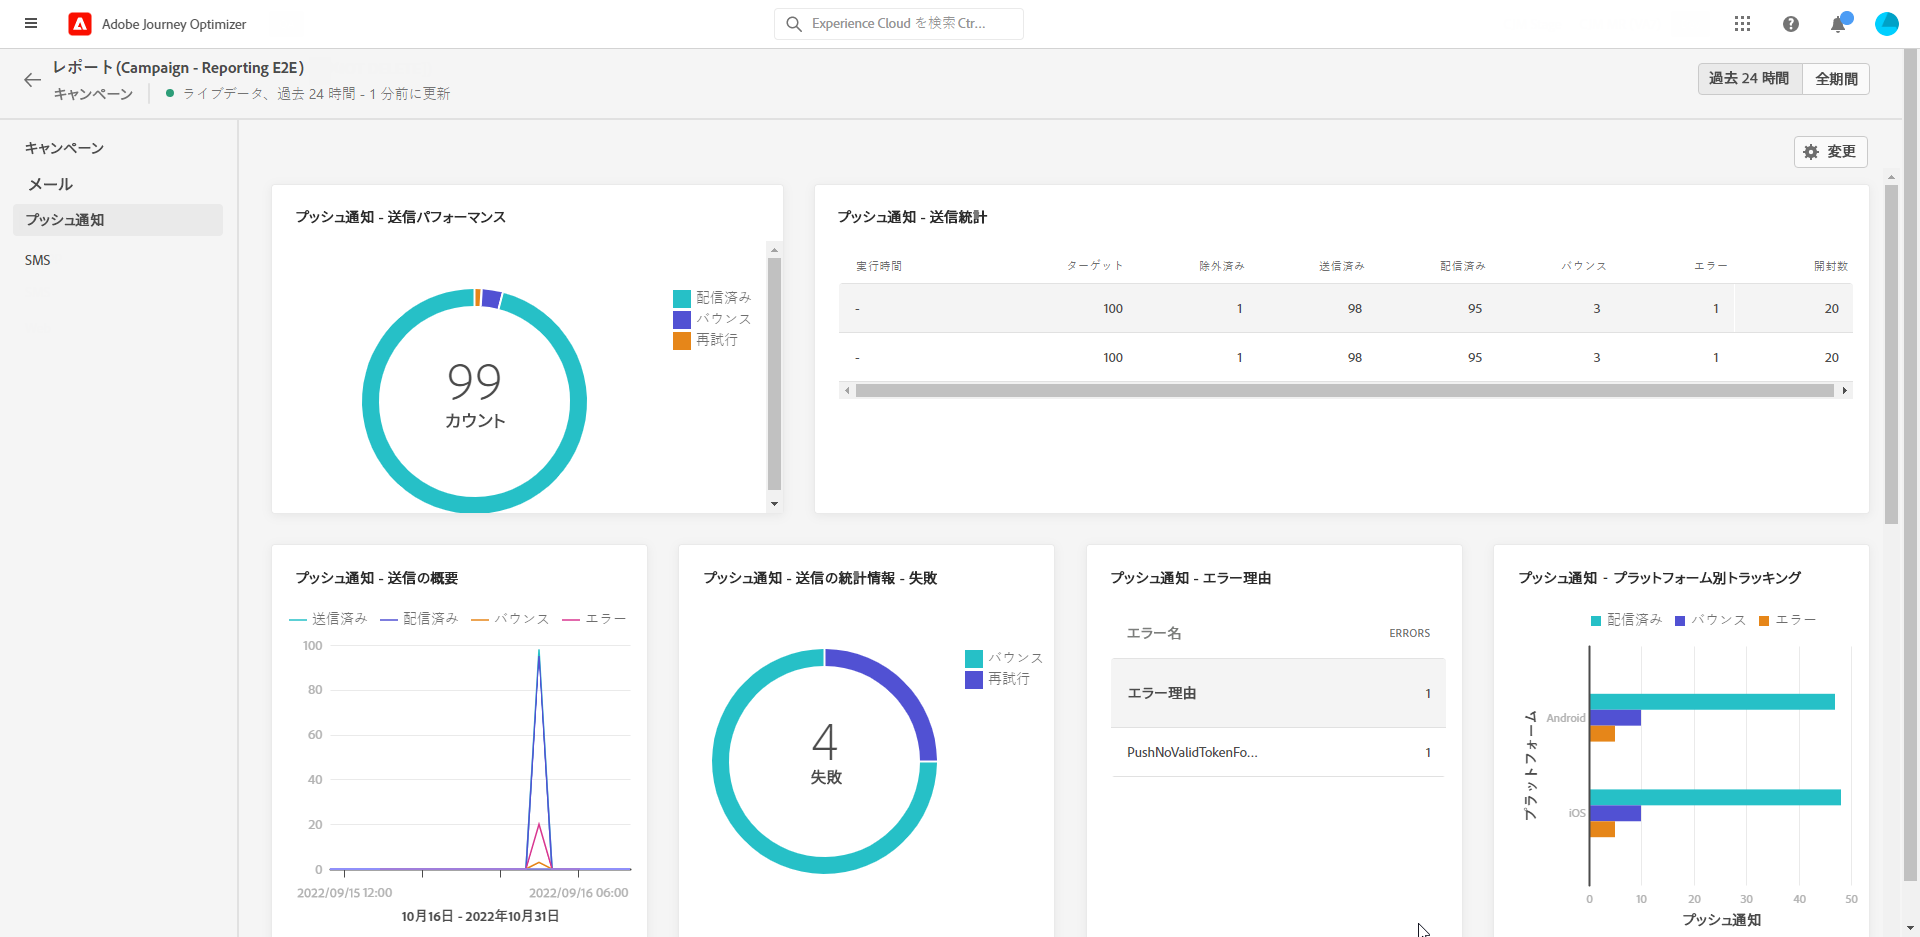 Adobe Journey Optimizer
Experience Cloud を検索 Ctr...
レポート(Campaign - Reporting E2E)
キャンペーン
ライブデータ、過去 24 時間 - 1 分前に更新
過去 24 時間
全期間
キャンペーン
メール
プッシュ通知
SMS
変更
プッシュ通知 - 送信パフォーマンス
99
カウント
配信済み
バウンス
再試行
プッシュ通知 - 送信統計
実行時間 ターゲット 除外済み 送信済み 配信済み バウンス エラー 開封数
- 100 1 98 95 3 1 20
- 100 1 98 95 3 1 20
プッシュ通知 - 送信の概要
送信済み 配信済み バウンス エラー
100
80
60
40
20
0
2022/09/15 12:00 2022/09/16 06:00
10月16日 - 2022年10月31日
プッシュ通知 - 送信の統計情報 - 失敗
4
失敗
バウンス
再試行
プッシュ通知 - エラー理由
エラー名 ERRORS
エラー理由 1
PushNoValidTokenFo... 1
プッシュ通知 - プラットフォーム別トラッキング
配信済み バウンス エラー
プラットフォーム
Android
iOS
0 10 20 30 40 50
プッシュ通知